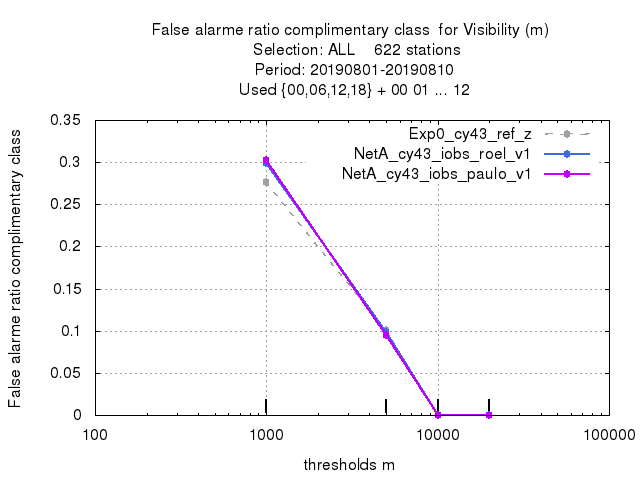 False alarme ratio complimentary class for Visibility (m)
Selection: ALL 622 stations
Period: 20190801-20190810
Used {00,06,12,18} + 00 01 ... 12
Exp0_cy43_ref_z
NetA_cy43_iobs_roel_v1
NetA_cy43_iobs_paulo_v1
False alarme ratio complimentary class
0.35
0.3
0.25
0.2
0.15
0.1
0.05
0
100 1000 10000 100000
thresholds m